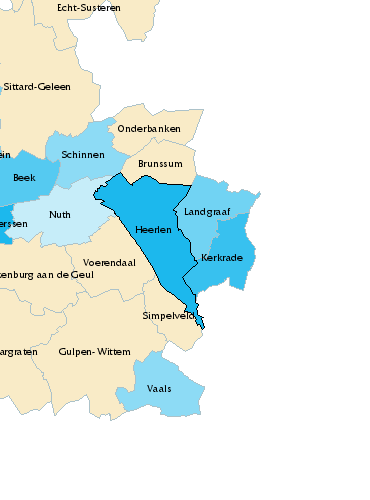 Echt-Susteren
Sittard-Geleen
Onderbanken
Schinnen
ein
Brunssum
Beek
Nuth
Landgraaf
erssen
Heerlen
Kerkrade
Voerendaal
kenburg aan de Geul
Simpelveld
argraten
Gulpen- Wittem
Vaals